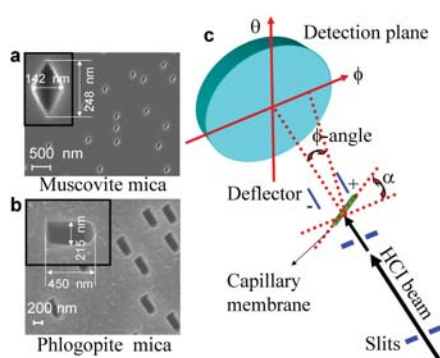 a
142 nm
248 nm
500 nm
Muscovite mica
b
215 nm
450 nm
200 nm
Phlogopite mica
c
θ
Detection plane
ϕ
ϕ-angle
Deflector
+
-
α
Capillary
membrane
HCI beam
Slits